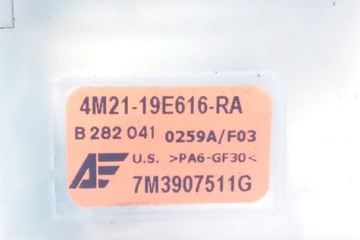 4M21-19E616-RA
B 282 041 0259A/F03
AE U.S. >PA6-GF30<
7M3907511G